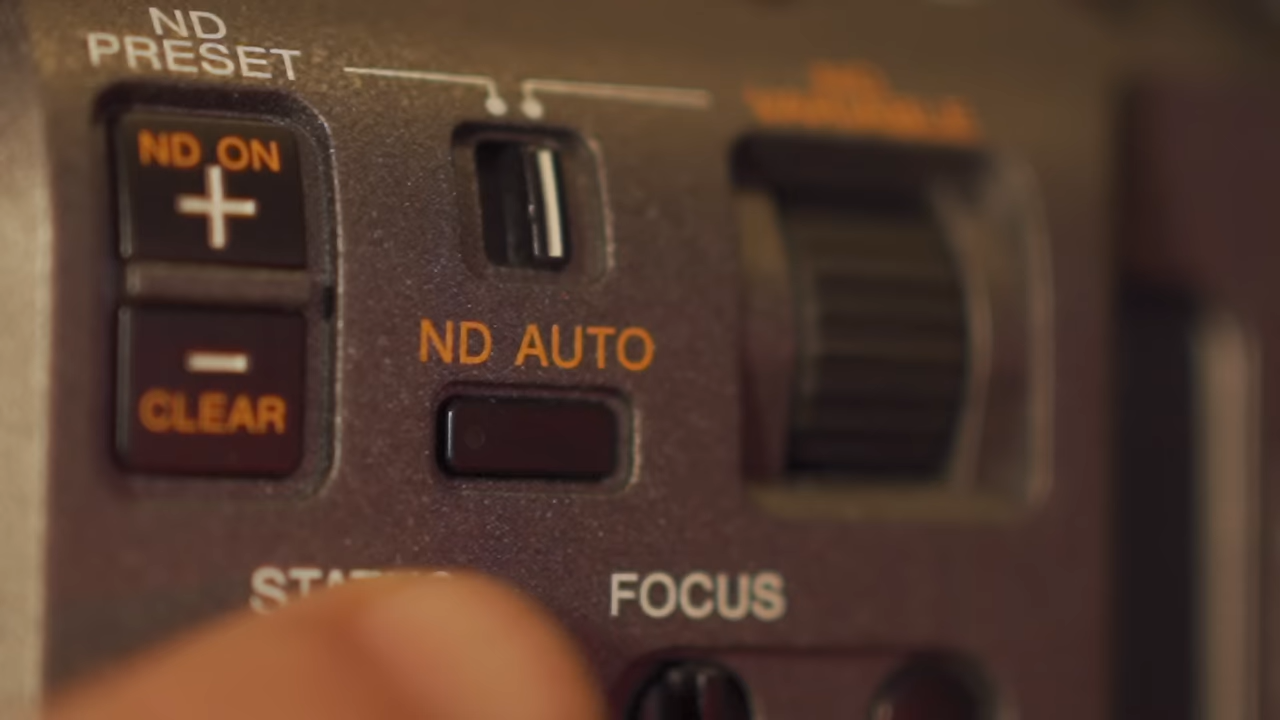 ND
PRESET
ND ON
+
ND AUTO
-
CLEAR
FOCUS